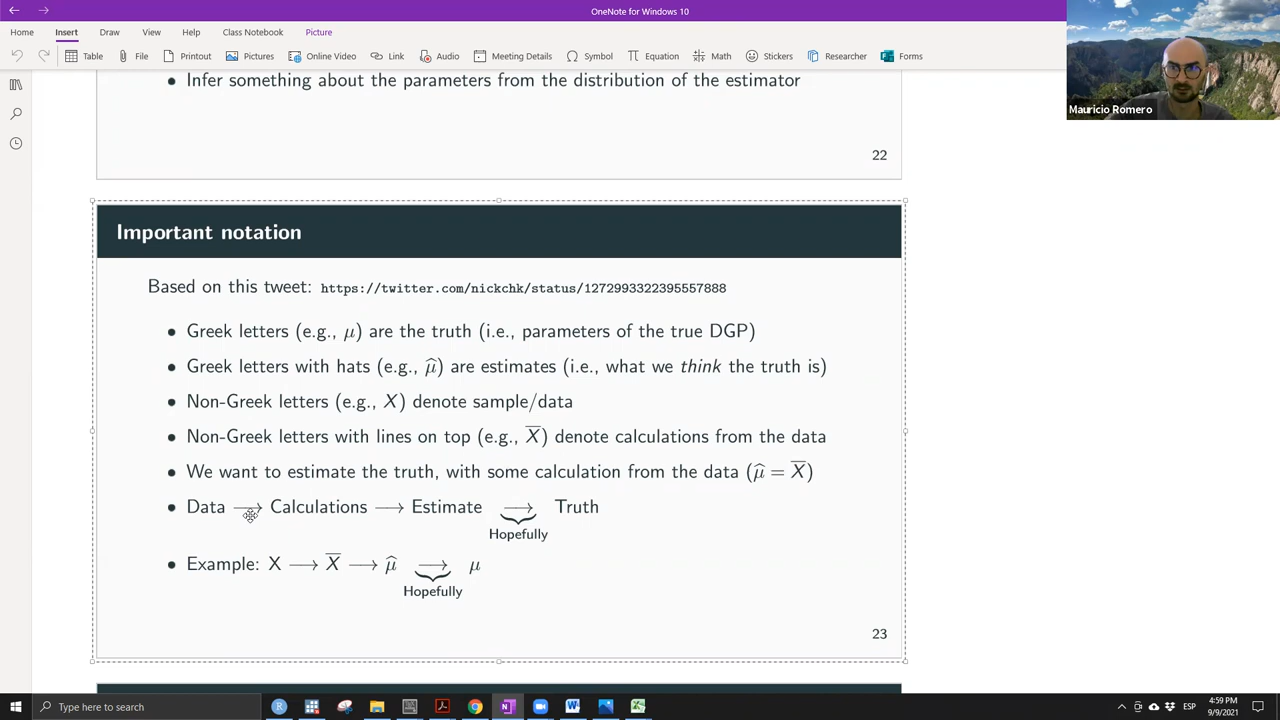 OneNote for Windows 10
Home Insert Draw View Help Class Notebook Picture
Table File Printout Pictures Online Video Link Audio Meeting Details Symbol Equation Math Stickers Researcher Forms
Mauricio Romero
• Infer something about the parameters from the distribution of the estimator
22
Important notation
Based on this tweet: https://twitter.com/nickchk/status/1272993322395557888
• Greek letters (e.g., μ) are the truth (i.e., parameters of the true DGP)
• Greek letters with hats (e.g., μ̂) are estimates (i.e., what we think the truth is)
• Non-Greek letters (e.g., X) denote sample/data
• Non-Greek letters with lines on top (e.g., X̅) denote calculations from the data
• We want to estimate the truth, with some calculation from the data (μ̂ = X̅)
• Data ⟶ Calculations ⟶ Estimate ⟶ Truth
Hopefully
• Example: X ⟶ X̅ ⟶ μ̂ ⟶ μ
Hopefully
23
Type here to search
ESP
4:59 PM
9/9/2021